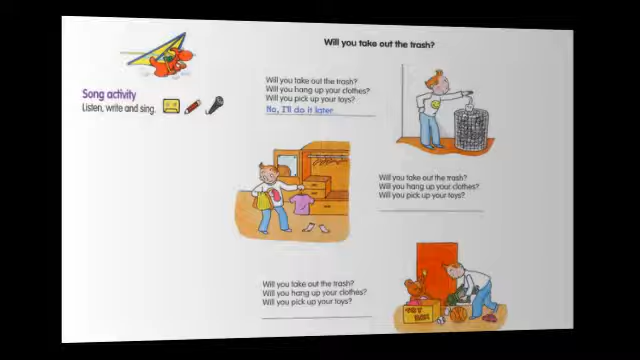 Will you take out the trash?
Song activity
Listen, write and sing.
Will you take out the trash?
Will you hang up your clothes?
Will you pick up your toys?
No, I'll do it later
Will you take out the trash?
Will you hang up your clothes?
Will you pick up your toys?
Will you take out the trash?
Will you hang up your clothes?
Will you pick up your toys?
TOY
BOX